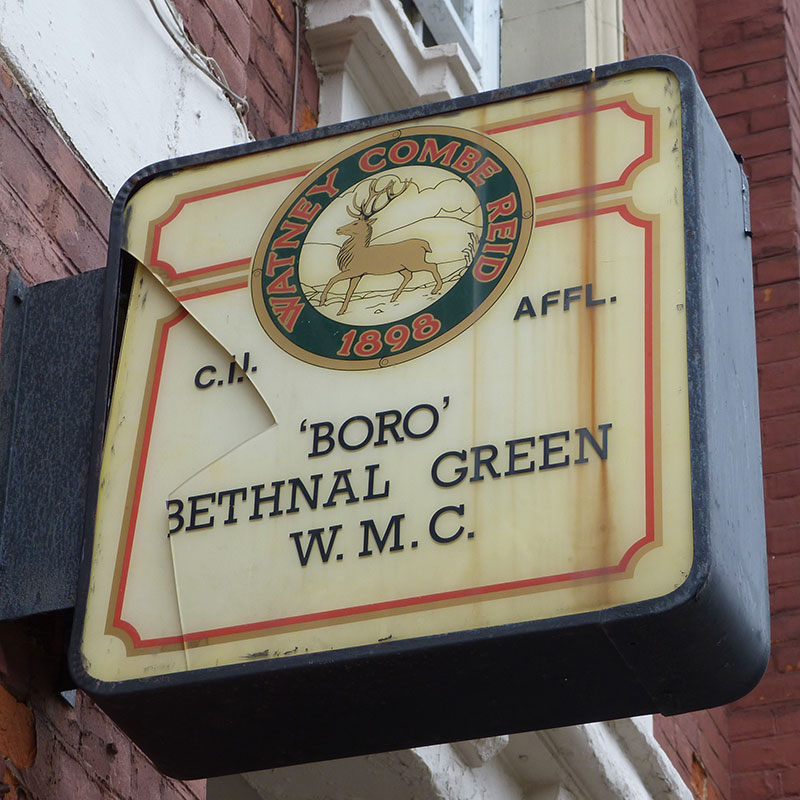 WATNEY COMBE REID
1898
C.I.U. AFFL.
'BORO'
BETHNAL GREEN
W.M.C.